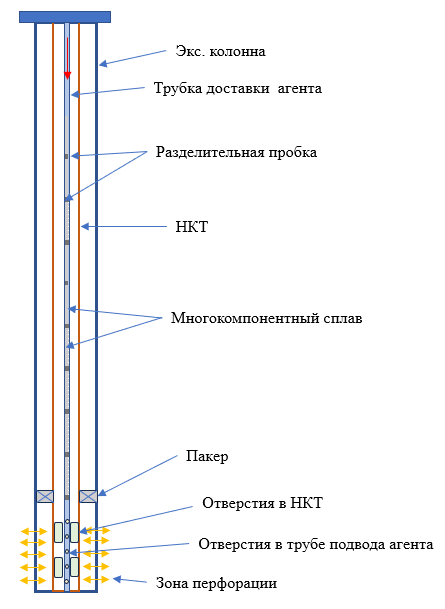 Экс. колонна
Трубка доставки агента
Разделительная пробка
НКТ
Многокомпонентный сплав
Пакер
Отверстия в НКТ
Отверстия в трубе подвода агента
Зона перфорации